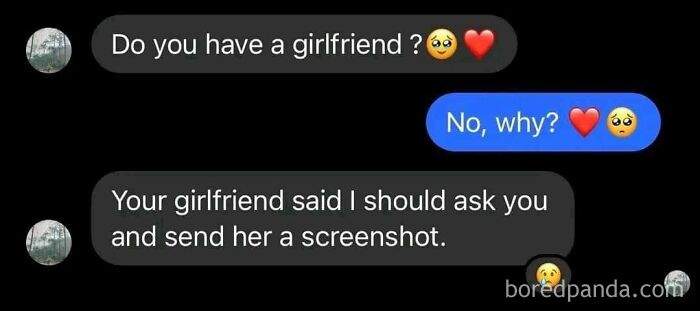 Do you have a girlfriend ?🥺❤️
No, why? ❤️🥺
Your girlfriend said I should ask you
and send her a screenshot.
boredpanda.com